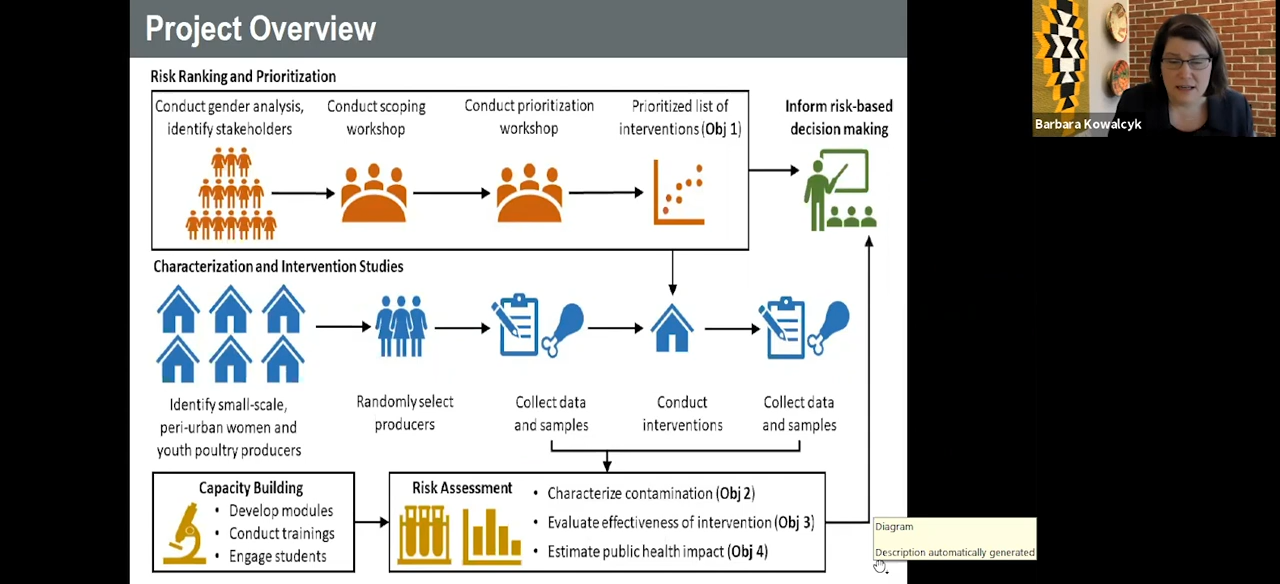 Project Overview
Risk Ranking and Prioritization
Conduct gender analysis,
identify stakeholders
Conduct scoping
workshop
Conduct prioritization
workshop
Prioritized list of
interventions (Obj 1)
Inform risk-based
decision making
Barbara Kowalcyk
Characterization and Intervention Studies
Identify small-scale,
peri-urban women and
youth poultry producers
Randomly select
producers
Collect data
and samples
Conduct
interventions
Collect data
and samples
Capacity Building
• Develop modules
• Conduct trainings
• Engage students
Risk Assessment
• Characterize contamination (Obj 2)
• Evaluate effectiveness of intervention (Obj 3)
• Estimate public health impact (Obj 4)
Diagram
Description automatically generated